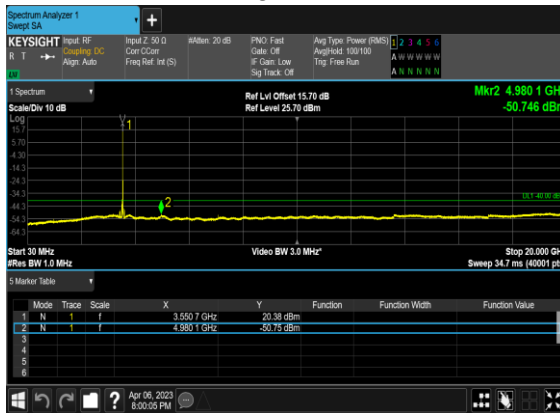 Spectrum Analyzer 1
Swept SA
+
KEYSIGHT Input: RF Input Z: 50 Ω #Atten: 20 dB PNO: Fast Avg Type: Power (RMS) 1 2 3 4 5 6
R T Coupling: DC Corr CCorr Gate: Off Avg|Hold: 100/100 A W W W W W
Align: Auto Freq Ref: Int (S) IF Gain: Low Trig: Free Run
Sig Track: Off A N N N N N
1 Spectrum Ref Lvl Offset 15.70 dB Mkr2 4.980 1 GH
Scale/Div 10 dB Ref Level 25.70 dBm -50.746 dBm
Log
15.7
5.70
-4.30
-14.3
-24.3
-34.3
-44.3
-54.3
-64.3
1
2
DL1 -40.00 dB
Start 30 MHz Video BW 3.0 MHz* Stop 20.000 GH
#Res BW 1.0 MHz Sweep 34.7 ms (40001 pt
5 Marker Table
Mode Trace Scale X Y Function Function Width Function Value
1 N 1 f 3.550 7 GHz 20.38 dBm
2 N 1 f 4.980 1 GHz -50.75 dBm
3
4
5
6
? Apr 06, 2023
8:00:05 PM